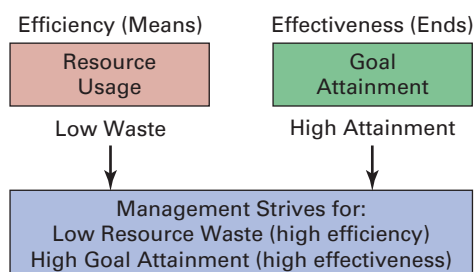 Efficiency (Means)
Effectiveness (Ends)
Resource
Usage
Goal
Attainment
Low Waste
High Attainment
Management Strives for:
Low Resource Waste (high efficiency)
High Goal Attainment (high effectiveness)